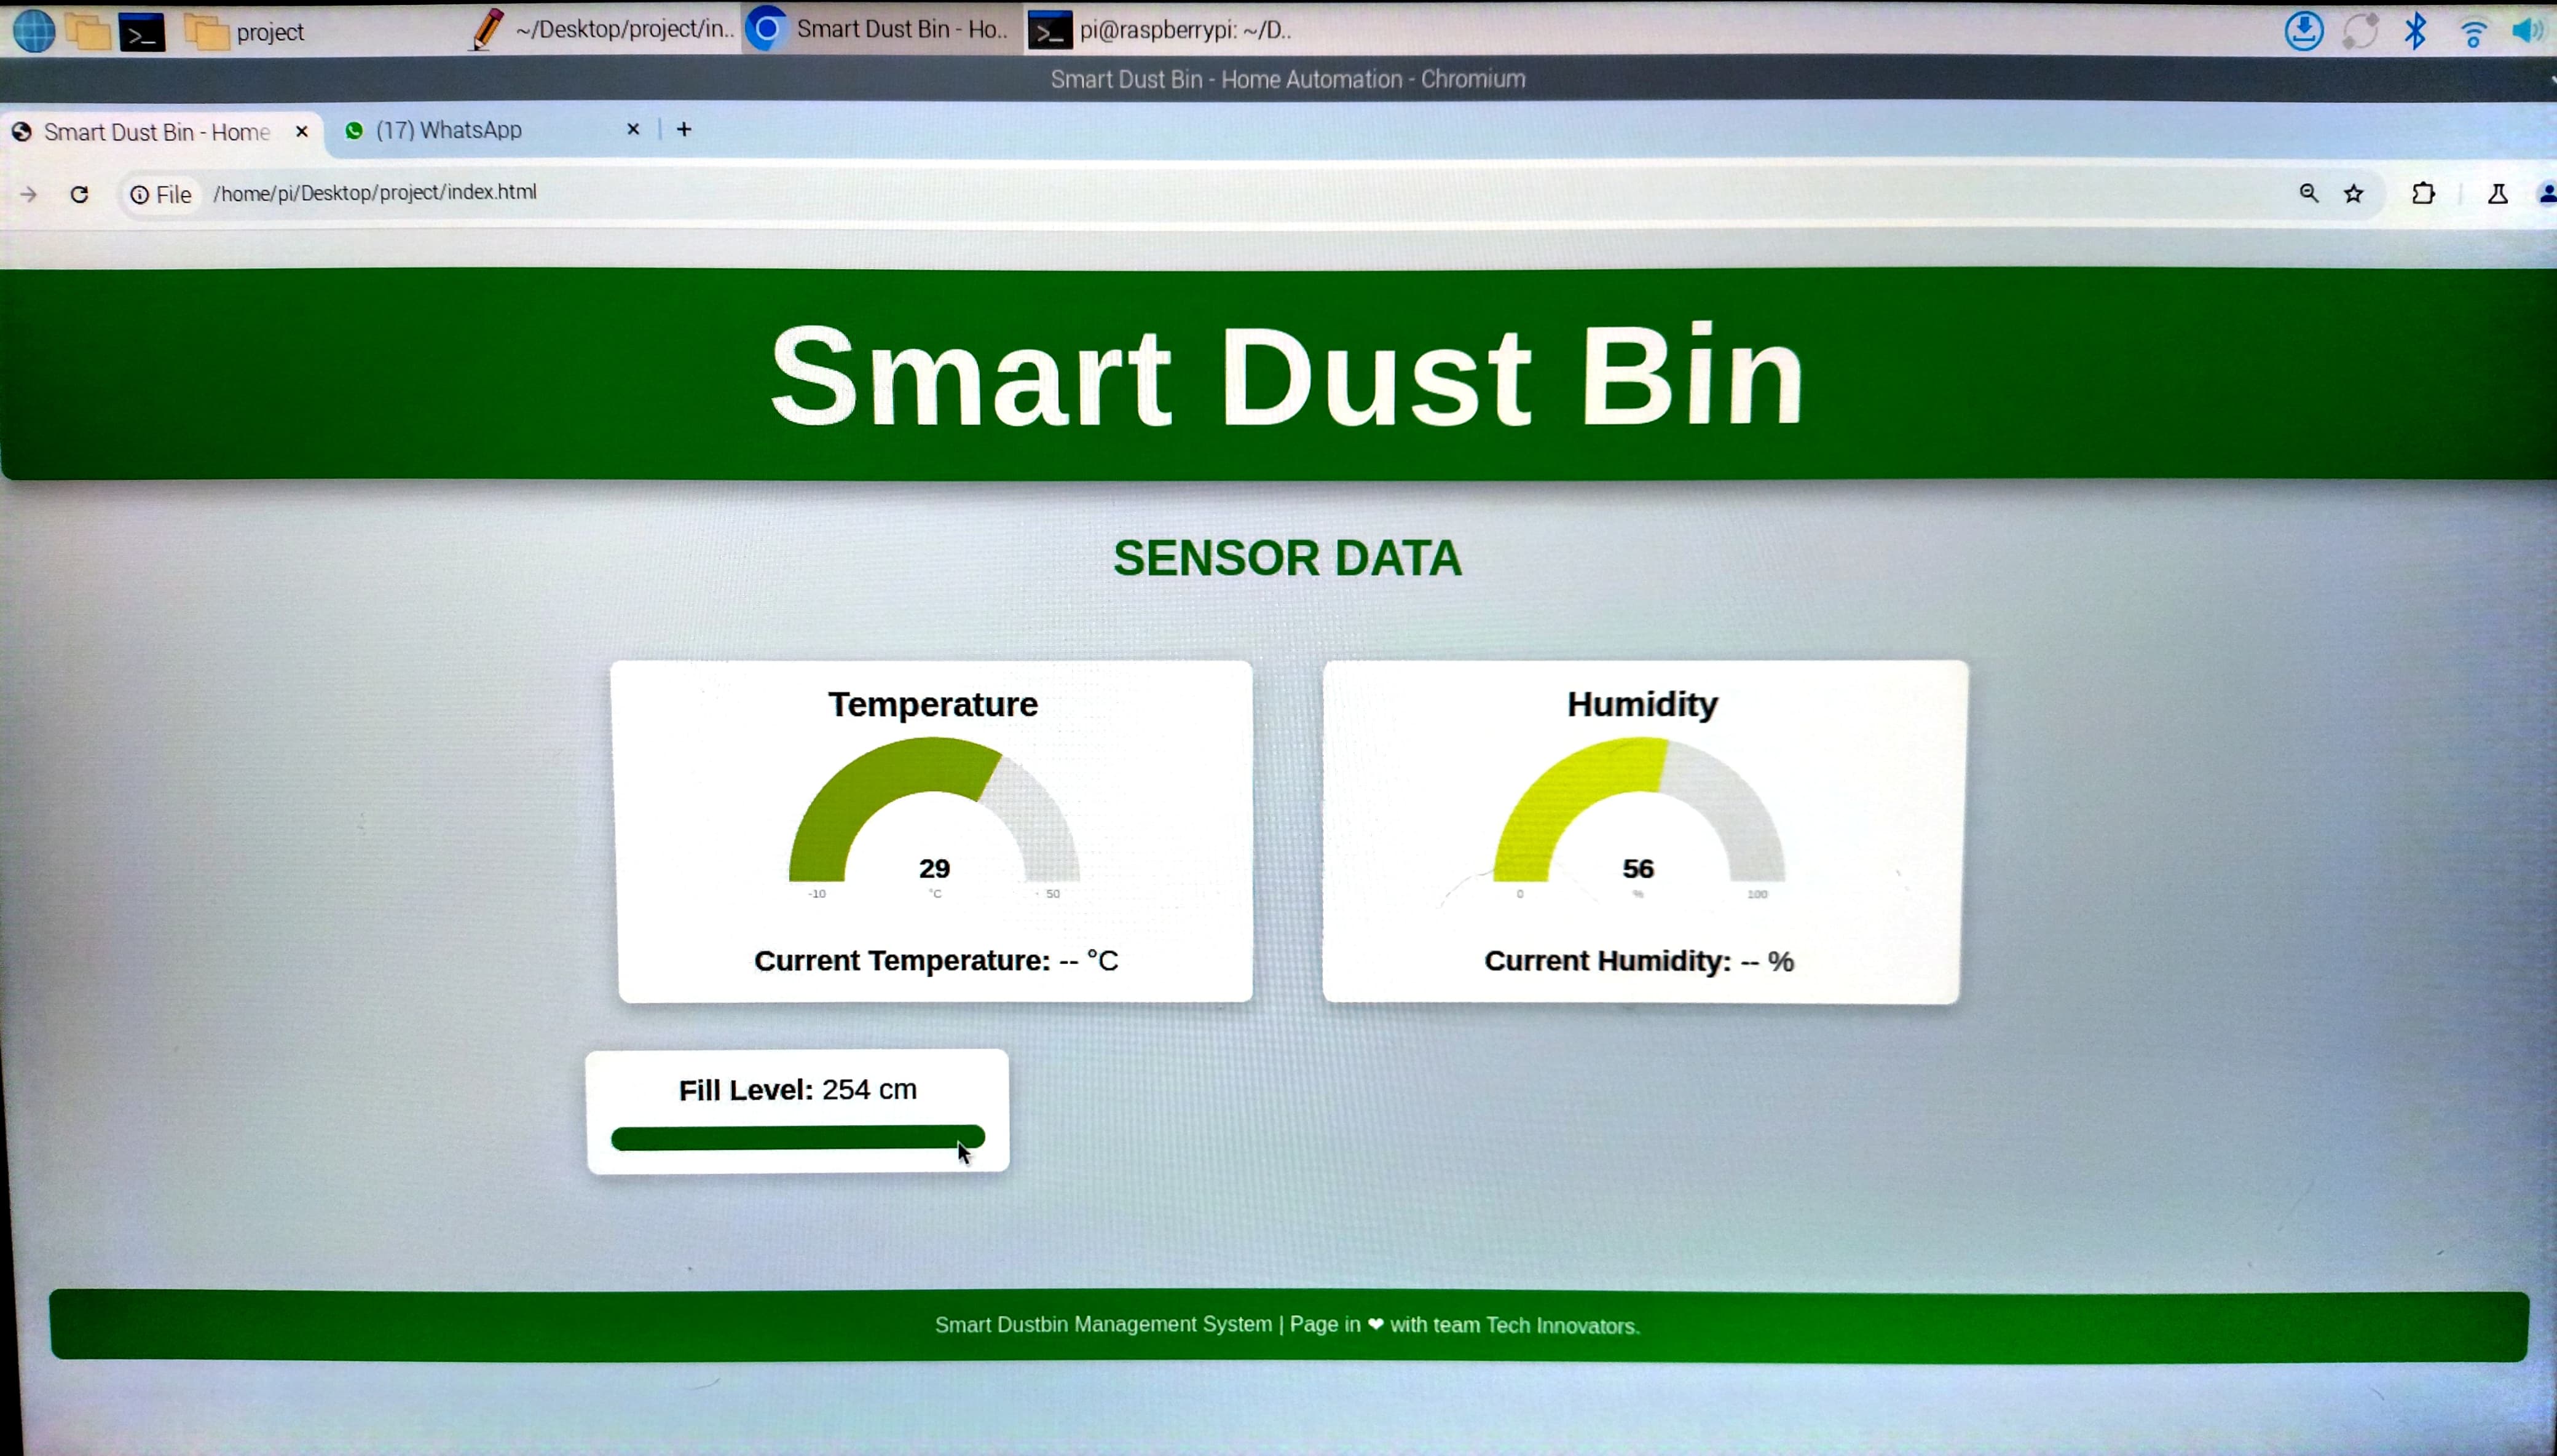 project
~/Desktop/project/in..
Smart Dust Bin - Ho..
pi@raspberrypi: ~/D..
Smart Dust Bin - Home Automation - Chromium
Smart Dust Bin - Home
(17) WhatsApp
File /home/pi/Desktop/project/index.html
Smart Dust Bin
SENSOR DATA
Temperature
29
-10 °C 50
Current Temperature: -- °C
Humidity
56
0 % 100
Current Humidity: -- %
Fill Level: 254 cm
Smart Dustbin Management System | Page in ❤ with team Tech Innovators.